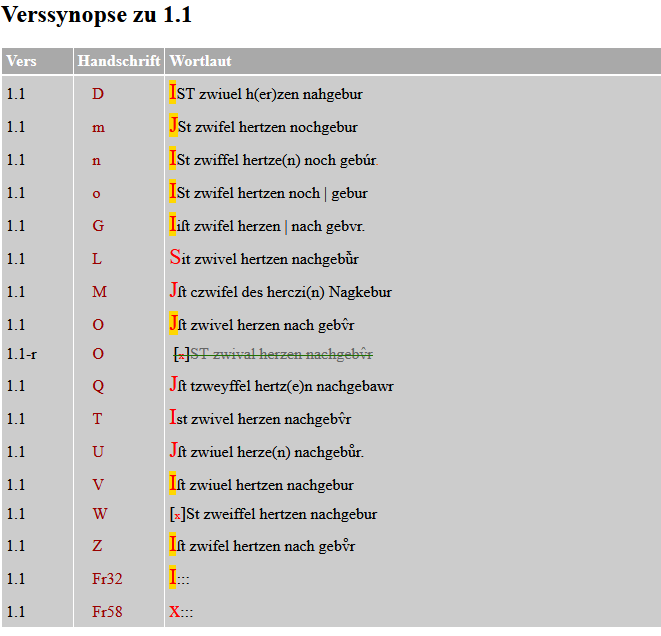 Verssynopse zu 1.1
Vers Handschrift Wortlaut
1.1 D IST zwiuel h(er)zen nahgebur
1.1 m JSt zwifel hertzen nochgebur
1.1 n ISt zwiffel hertze(n) noch gebúr
1.1 o ISt zwifel hertzen noch | gebur
1.1 G Iiſt zwifel herzen | nach gebvr.
1.1 L Sit zwivel hertzen nachgebuᷤr
1.1 M Jſt czwifel des herczi(n) Nagkebur
1.1 O Jſt zwivel herzen nach gebv̂r
1.1-r O [x]ST zwival herzen nachgebv̂r
1.1 Q Jſt tzweyffel hertz(e)n nachgebawr
1.1 T Ist zwivel herzen nachgebv̂r
1.1 U Jſt zwiuel herze(n) nachgebůr.
1.1 V Iſt zwiuel hertzen nachgebur
1.1 W [x]St zweiffel hertzen nachgebur
1.1 Z Iſt zwifel hertzen nach gebv̊r
1.1 Fr32 I:::
1.1 Fr58 x:::